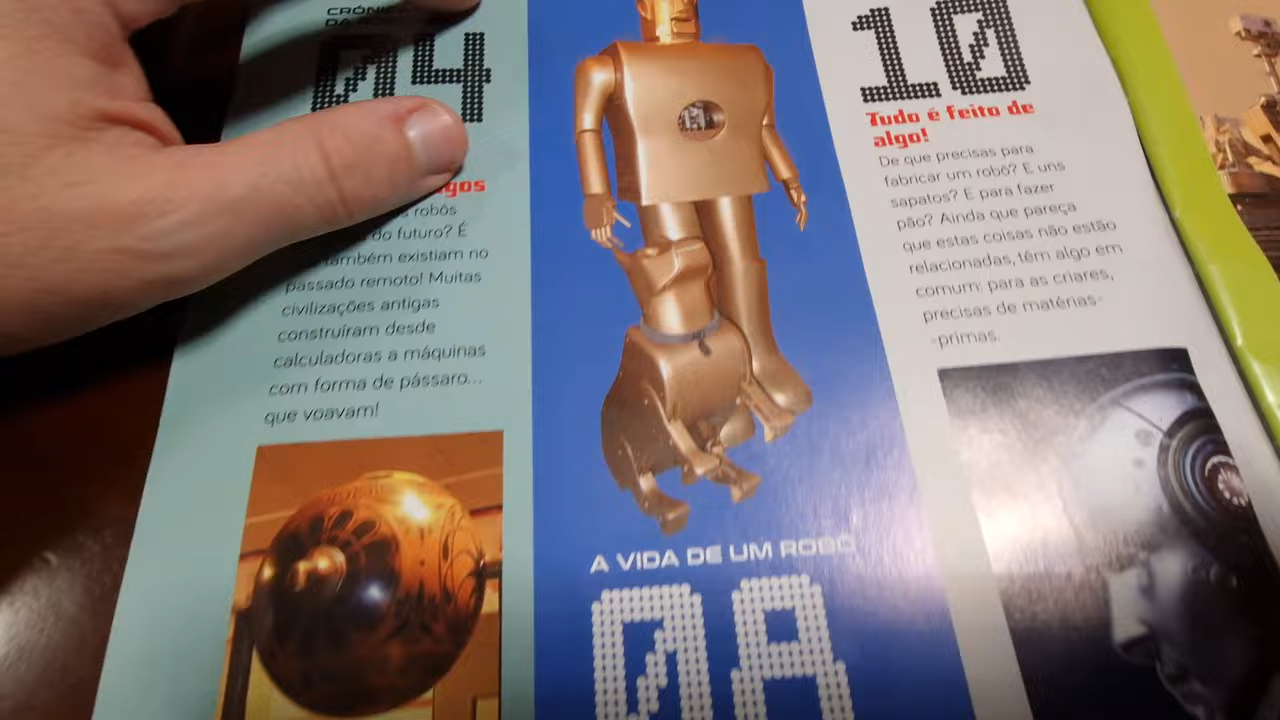 04
gos
robôs
do futuro? É
também existiam no
passado remoto! Muitas
civilizações antigas
construíram desde
calculadoras a máquinas
com forma de pássaro...
que voavam!
A VIDA DE UM ROBÔ
08
10
Tudo é feito de
algo!
De que precisas para
fabricar um robô? E uns
sapatos? E para fazer
pão? Ainda que pareça
que estas coisas não estão
relacionadas, têm algo em
comum: para as criares,
precisas de matérias-
-primas.